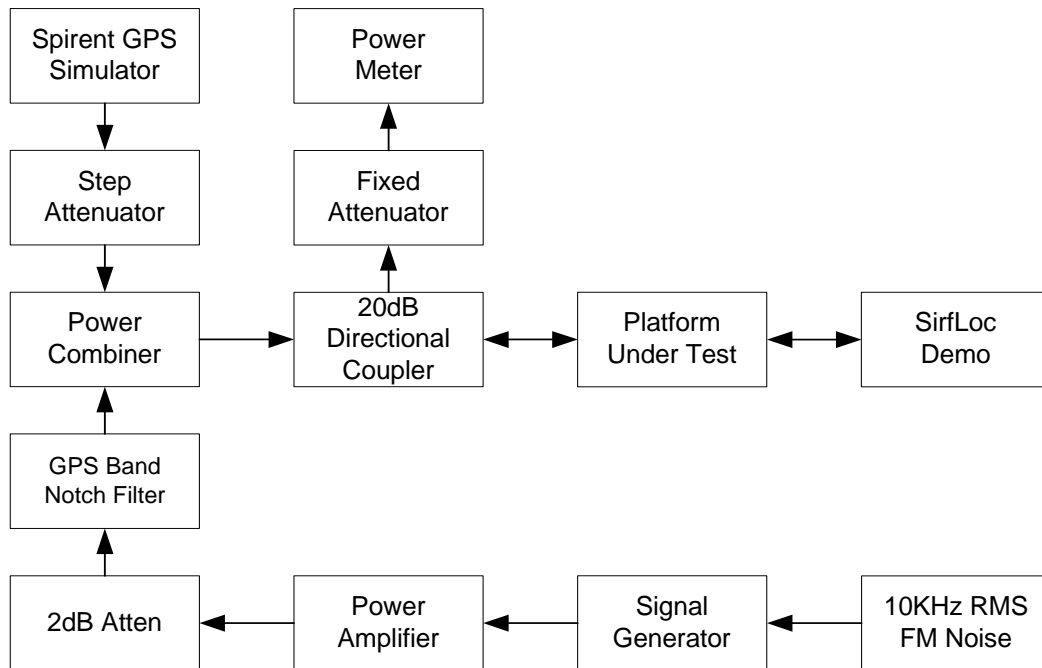 Spirent GPS
Simulator
Power
Meter
Step
Attenuator
Fixed
Attenuator
Power
Combiner
20dB
Directional
Coupler
Platform
Under Test
SirfLoc
Demo
GPS Band
Notch Filter
2dB Atten
Power
Amplifier
Signal
Generator
10KHz RMS
FM Noise